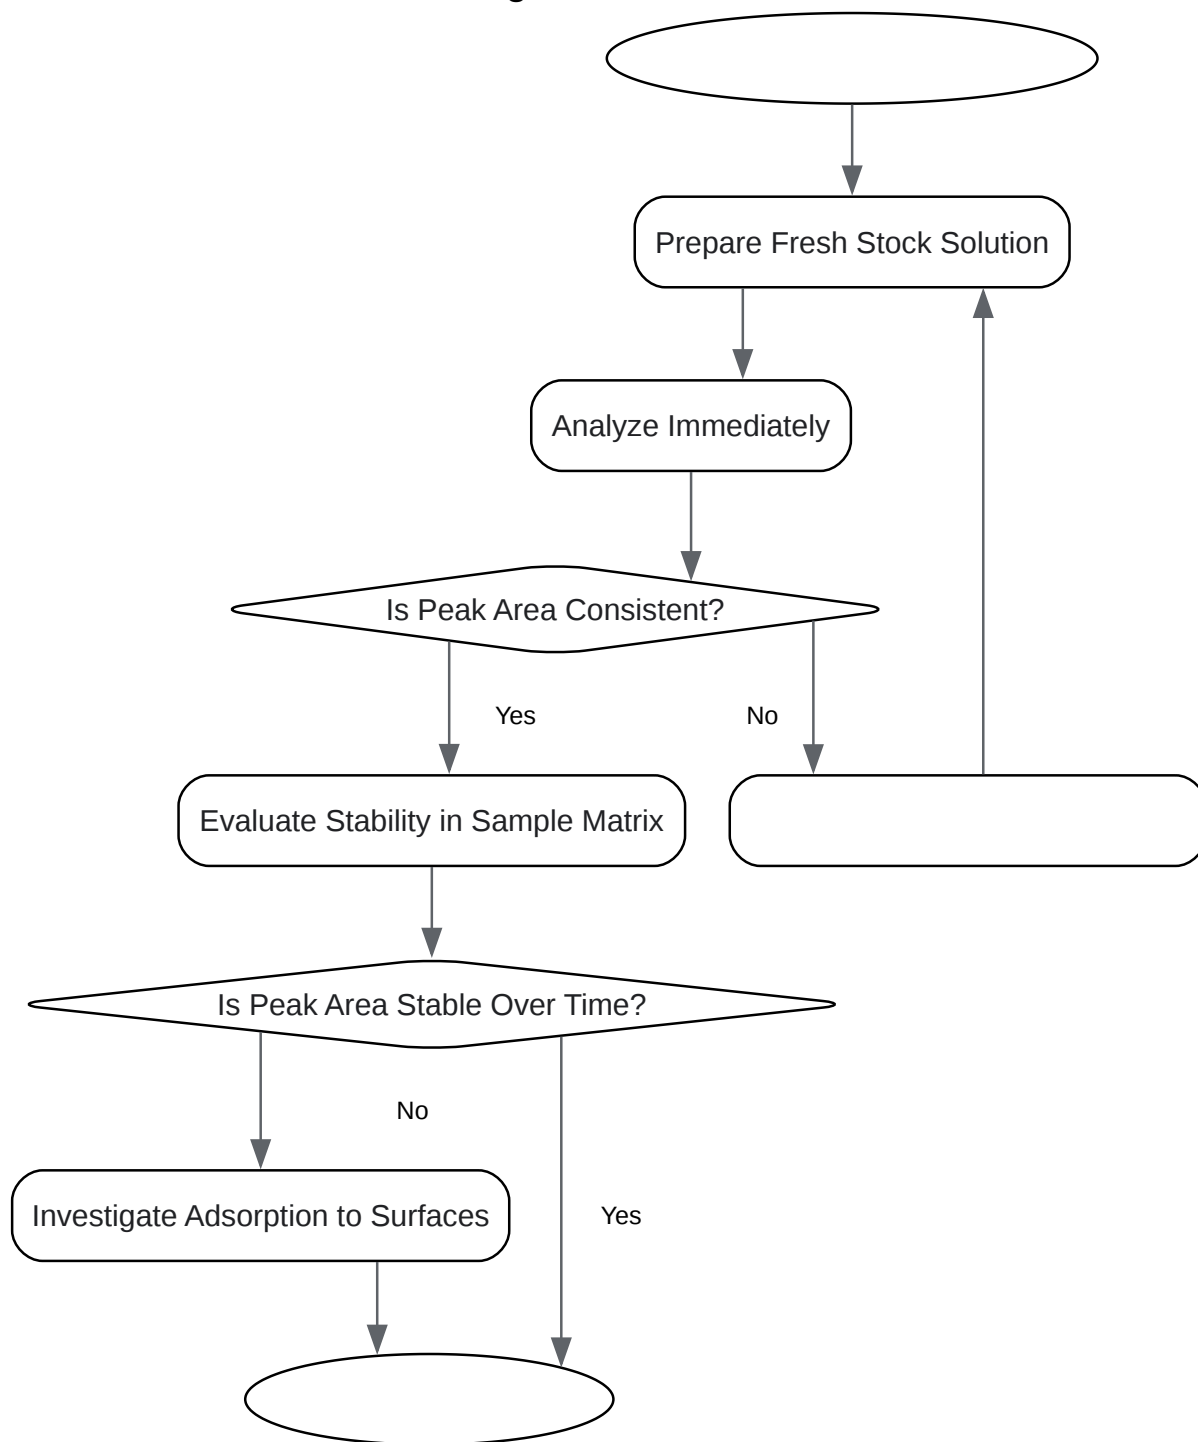 Prepare Fresh Stock Solution
Analyze Immediately
Is Peak Area Consistent?
Yes
No
Evaluate Stability in Sample Matrix
Is Peak Area Stable Over Time?
No
Investigate Adsorption to Surfaces
Yes